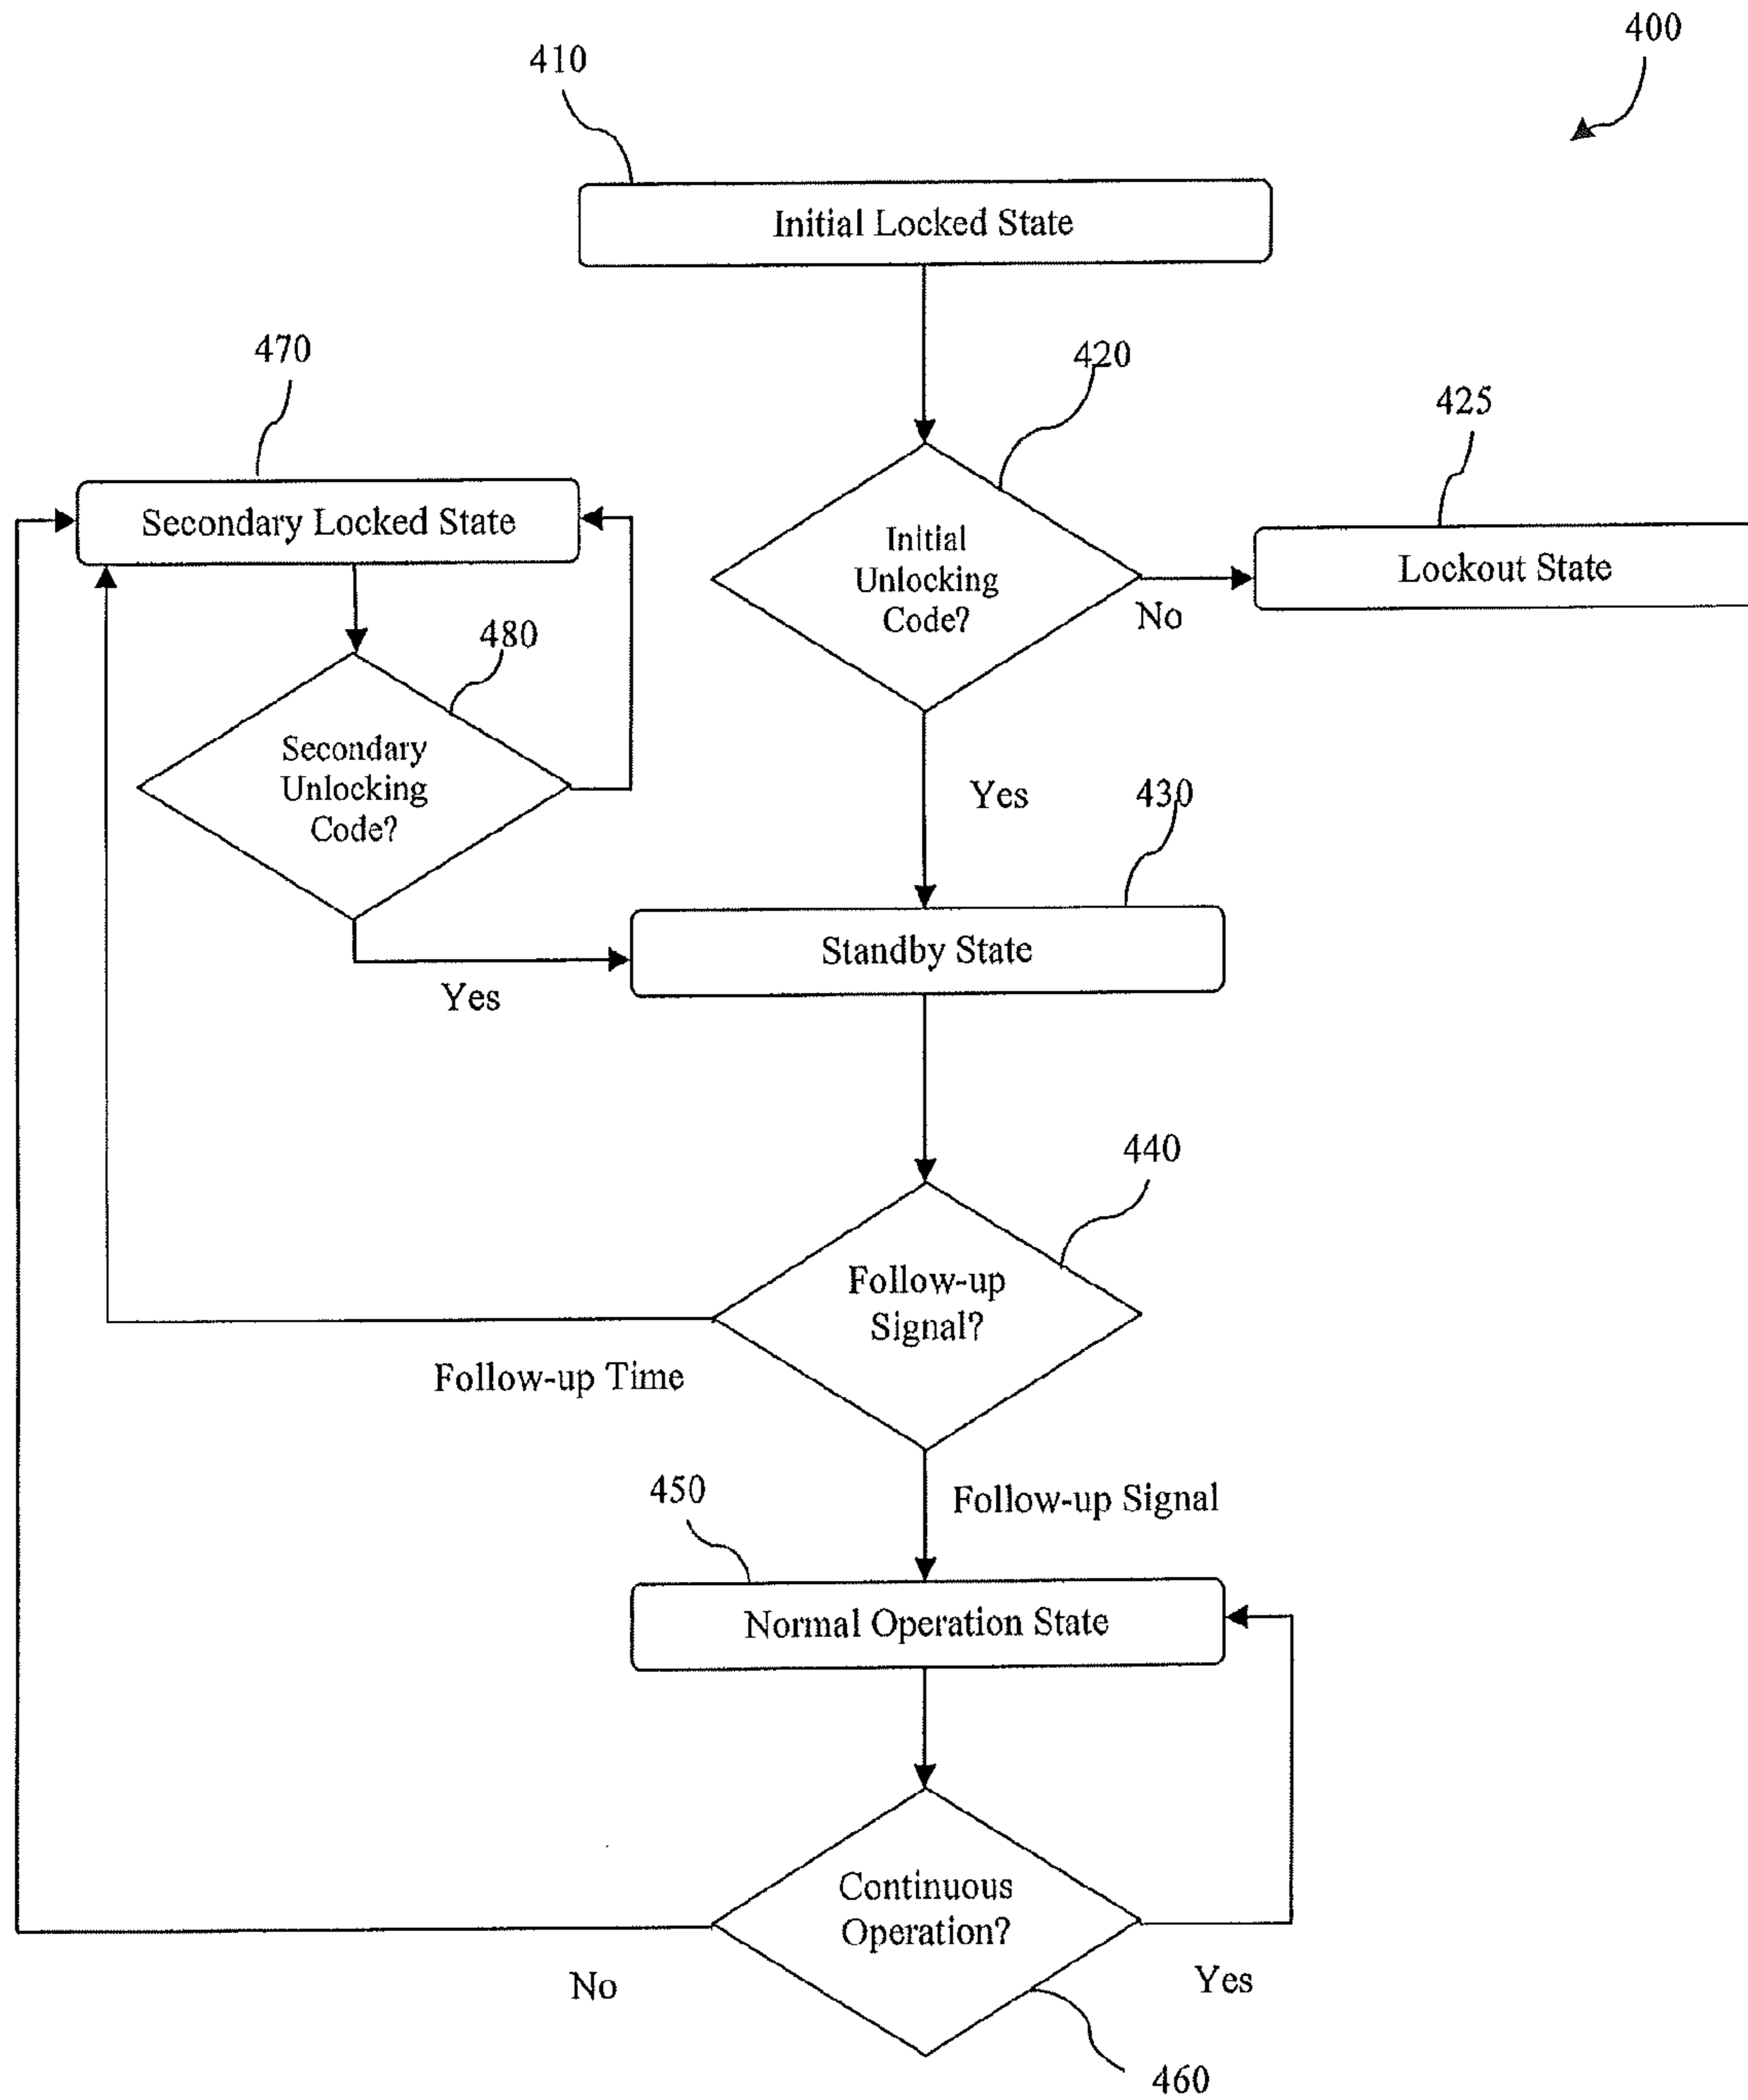 400
410
Initial Locked State
470
420
425
Secondary Locked State
Initial
Unlocking
Code?
Lockout State
No
480
Secondary
Unlocking
Code?
Yes
430
Standby State
Yes
440
Follow-up
Signal?
Follow-up Time
450
Follow-up Signal
Normal Operation State
Continuous
Operation?
No
Yes
460